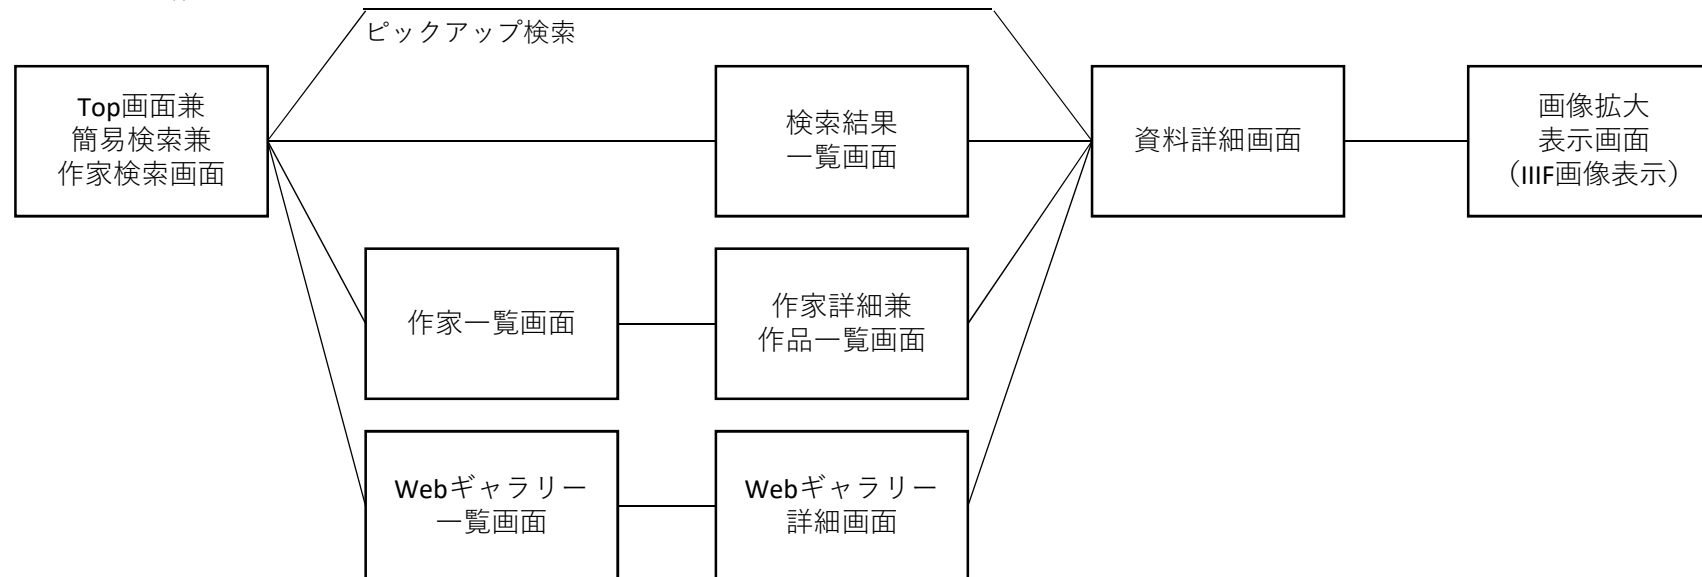 ピックアップ検索
Top画面兼
簡易検索兼
作家検索画面
検索結果
一覧画面
資料詳細画面
画像拡大
表示画面
（IIIF画像表示）
作家一覧画面
作家詳細兼
作品一覧画面
Webギャラリー
一覧画面
Webギャラリー
詳細画面